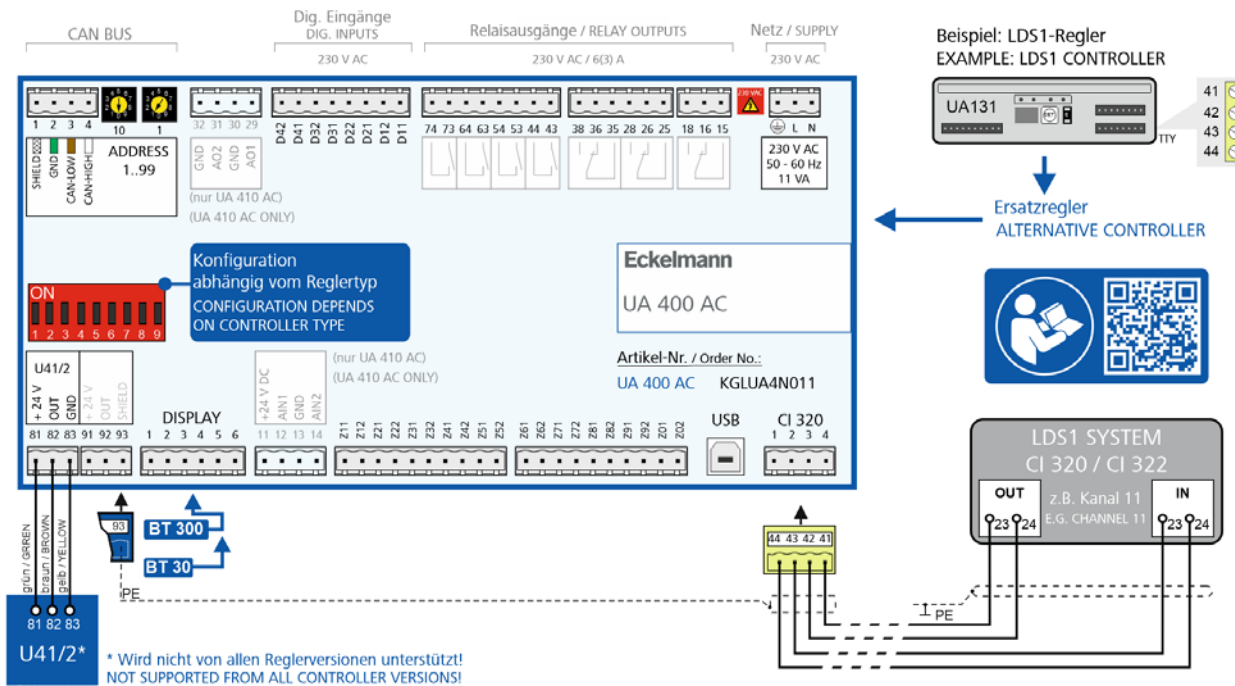 CAN BUS
Dig. Eingänge
DIG. INPUTS
230 V AC
Relaisausgänge / RELAY OUTPUTS
230 V AC / 6(3) A
Netz / SUPPLY
230 V AC
Beispiel: LDS1-Regler
EXAMPLE: LDS1 CONTROLLER
UA131
TTY
41
42
43
44
1 2 3 4
10 1
SHIELD
GND
CAN-LOW
CAN-HIGH
ADDRESS
1..99
32 31 30 29
GND
AO2
GND
AO1
(nur UA 410 AC)
(UA 410 AC ONLY)
D42 D41 D32 D31 D22 D21 D12 D11
74 73 64 63 54 53 44 43
38 36 35 28 26 25
18 16 15
230 VAC
L N
230 V AC
50 - 60 Hz
11 VA
Ersatzregler
ALTERNATIVE CONTROLLER
ON
1 2 3 4 5 6 7 8 9
Konfiguration
abhängig vom Reglertyp
CONFIGURATION DEPENDS
ON CONTROLLER TYPE
Eckelmann
UA 400 AC
Artikel-Nr. / Order No.:
UA 400 AC KGLUA4N011
U41/2
+ 24 V
OUT
GND
+ 24 V
OUT
SHIELD
81 82 83 91 92 93
DISPLAY
1 2 3 4 5 6
(nur UA 410 AC)
(UA 410 AC ONLY)
+24 V DC
AIN1
GND
AIN2
11 12 13 14
Z11 Z12 Z21 Z22 Z31 Z32 Z41 Z42 Z51 Z52
Z61 Z62 Z71 Z72 Z81 Z82 Z91 Z92 Z01 Z02
USB
CI 320
1 2 3 4
LDS1 SYSTEM
CI 320 / CI 322
OUT
z.B. Kanal 11
E.G. CHANNEL 11
IN
23 24
23 24
grün / GRREN
braun / BROWN
gelb / YELLOW
93
BT 300
BT 30
PE
44 43 42 41
PE
81 82 83
U41/2*
* Wird nicht von allen Reglerversionen unterstützt!
NOT SUPPORTED FROM ALL CONTROLLER VERSIONS!